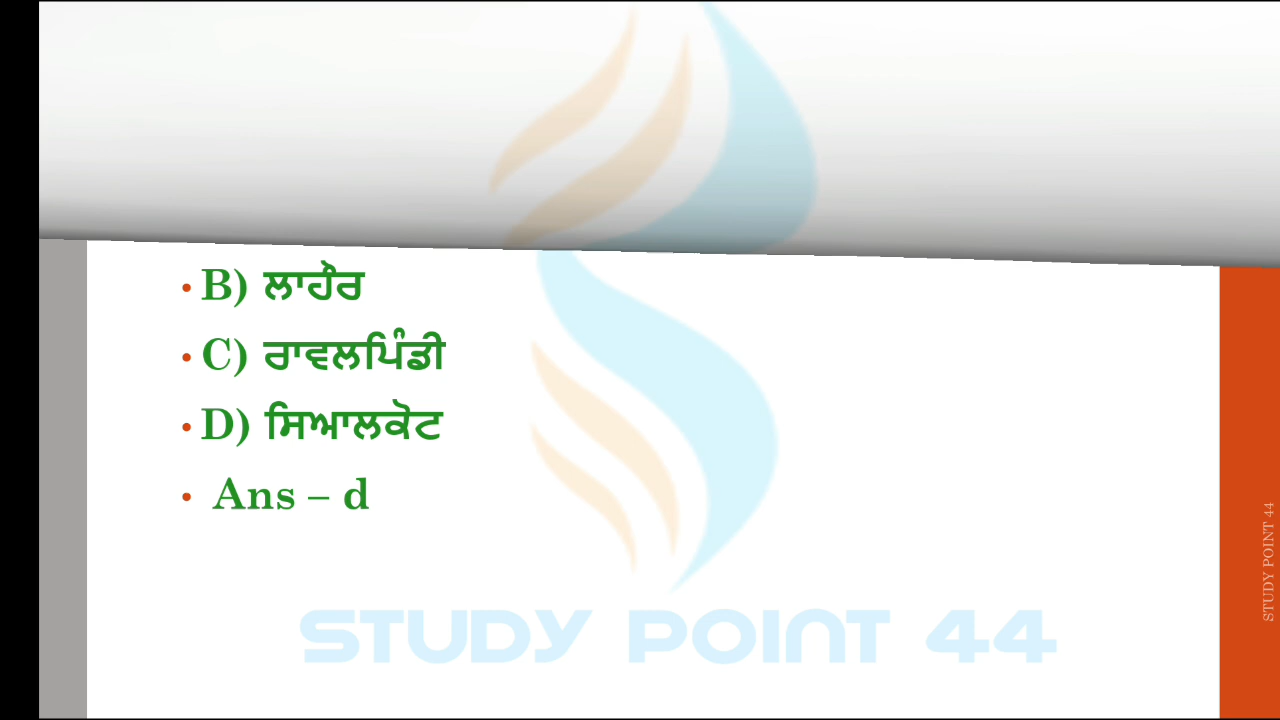 • B) ਲਾਹੌਰ
• C) ਰਾਵਲਪਿੰਡੀ
• D) ਸਿਆਲਕੋਟ
• Ans – d
STUDY POINT 44
STUDY POINT 44